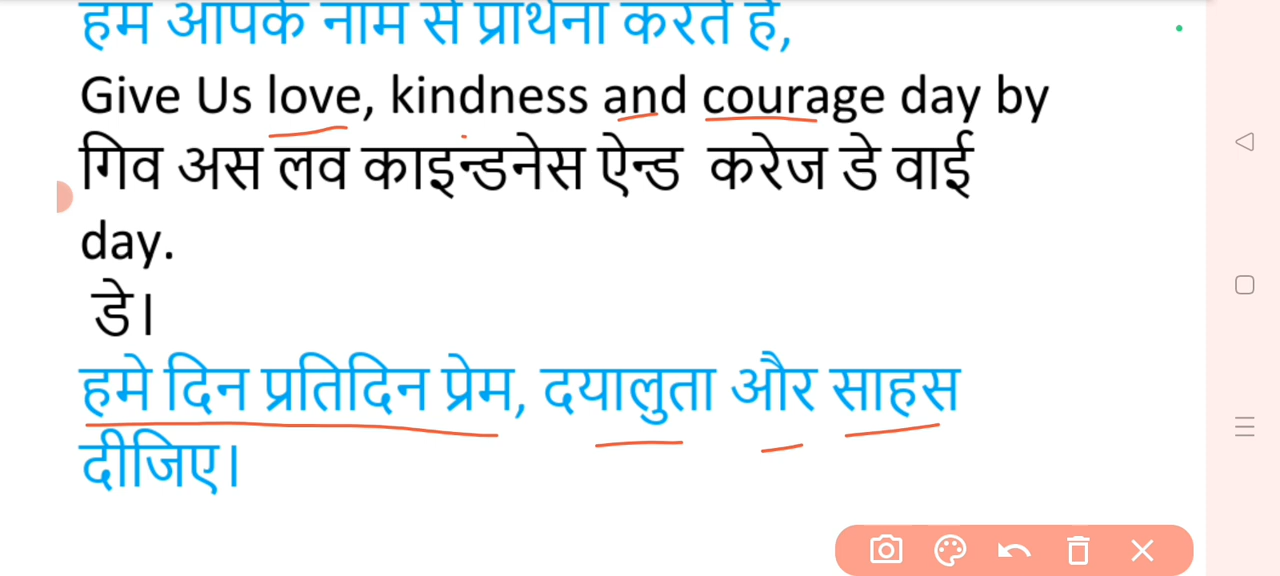 हम आपके नाम से प्रार्थना करते हैं,
Give Us love, kindness and courage day by
गिव अस लव काइन्डनेस ऐन्ड करेज डे वाई
day.
डे।
हमे दिन प्रतिदिन प्रेम, दयालुता और साहस
दीजिए।